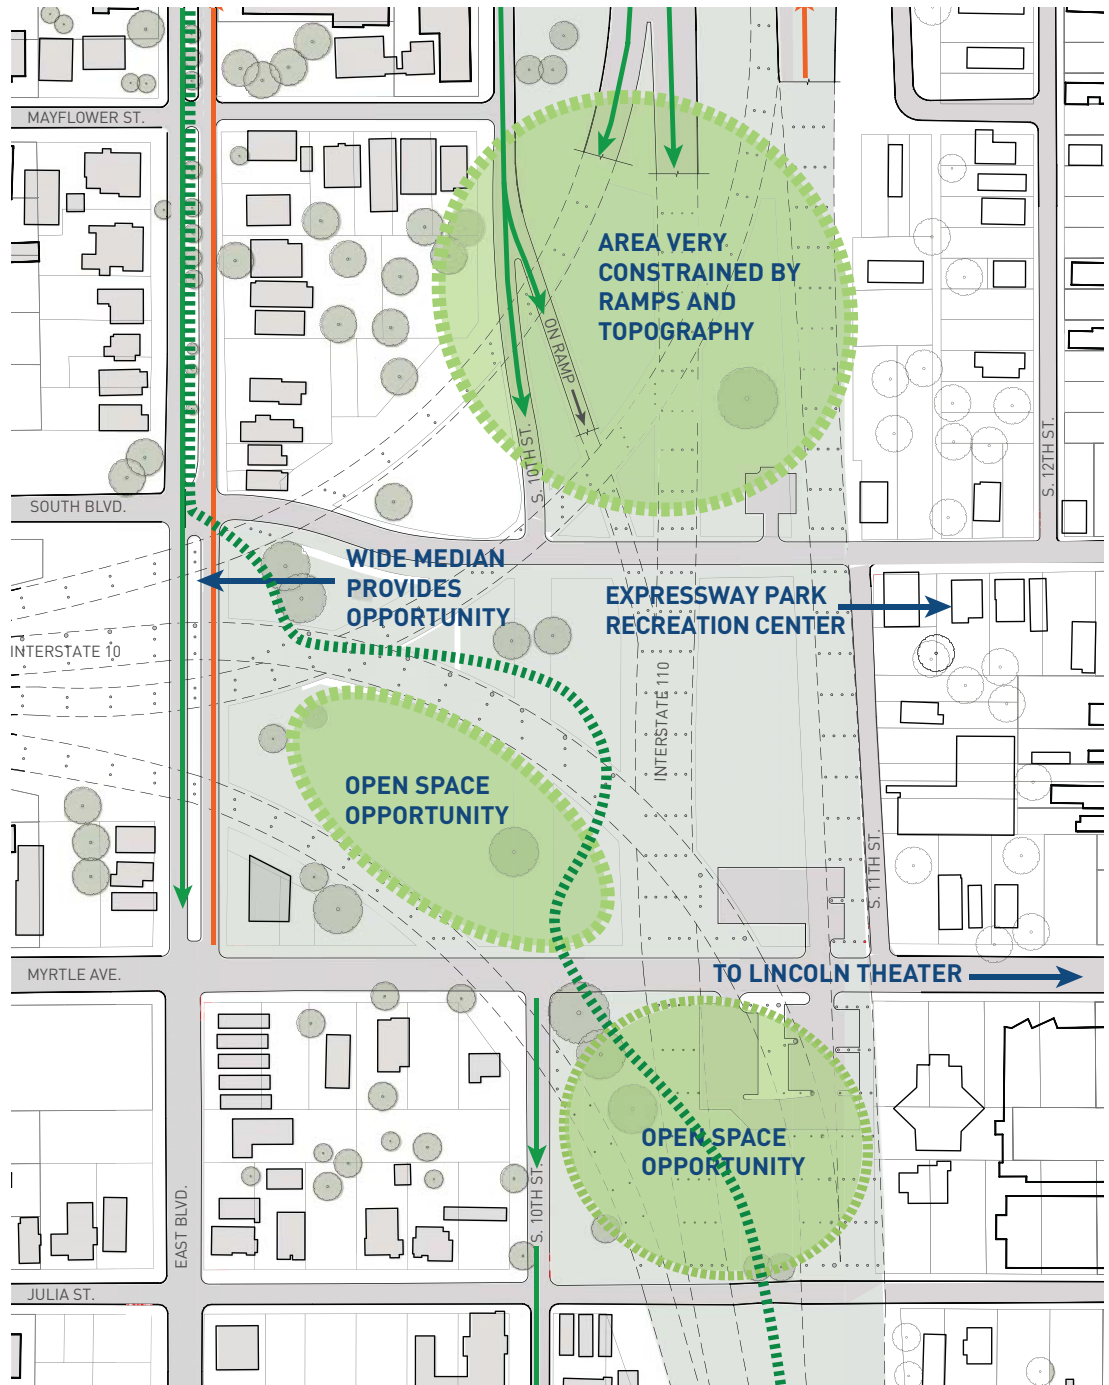 MAYFLOWER ST.
AREA VERY
CONSTRAINED BY
RAMPS AND
TOPOGRAPHY
ON RAMP
S. 10TH ST.
S. 12TH ST.
SOUTH BLVD.
WIDE MEDIAN
PROVIDES
OPPORTUNITY
EXPRESSWAY PARK
RECREATION CENTER
INTERSTATE 10
INTERSTATE 110
OPEN SPACE
OPPORTUNITY
S. 11TH ST.
MYRTLE AVE.
TO LINCOLN THEATER
OPEN SPACE
OPPORTUNITY
S. 10TH ST.
EAST BLVD.
JULIA ST.